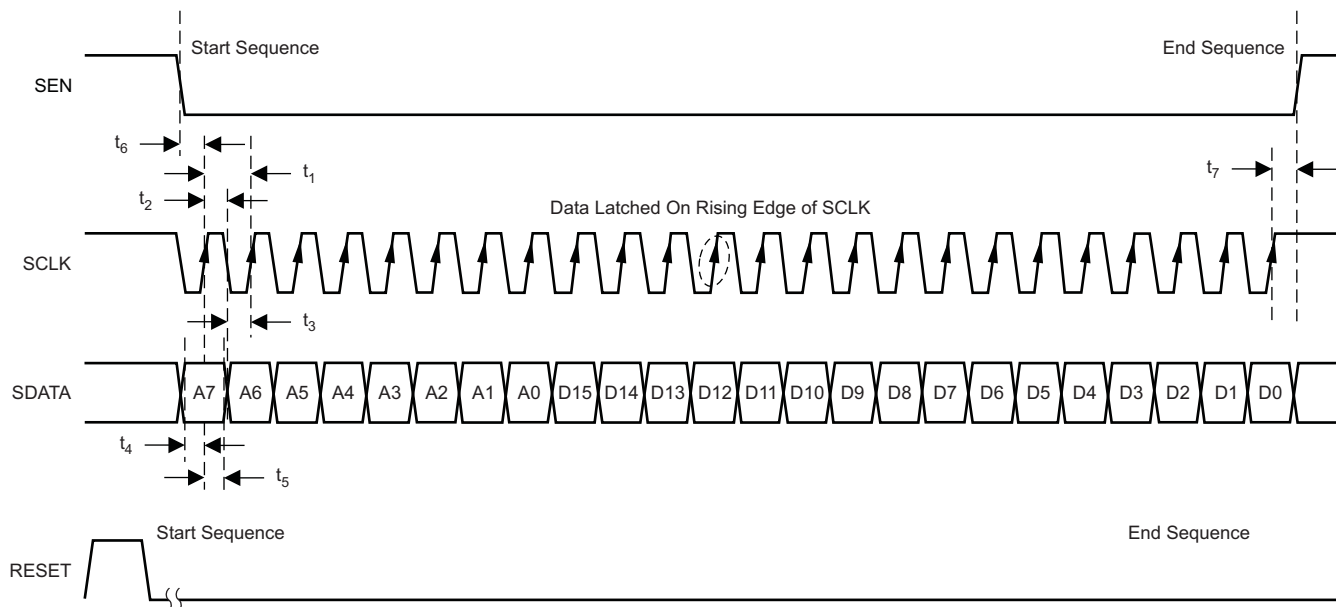 Start Sequence
End Sequence
SEN
t6
t1
t7
t2
Data Latched On Rising Edge of SCLK
SCLK
t3
SDATA
A7 A6 A5 A4 A3 A2 A1 A0 D15 D14 D13 D12 D11 D10 D9 D8 D7 D6 D5 D4 D3 D2 D1 D0
t4
t5
Start Sequence
End Sequence
RESET